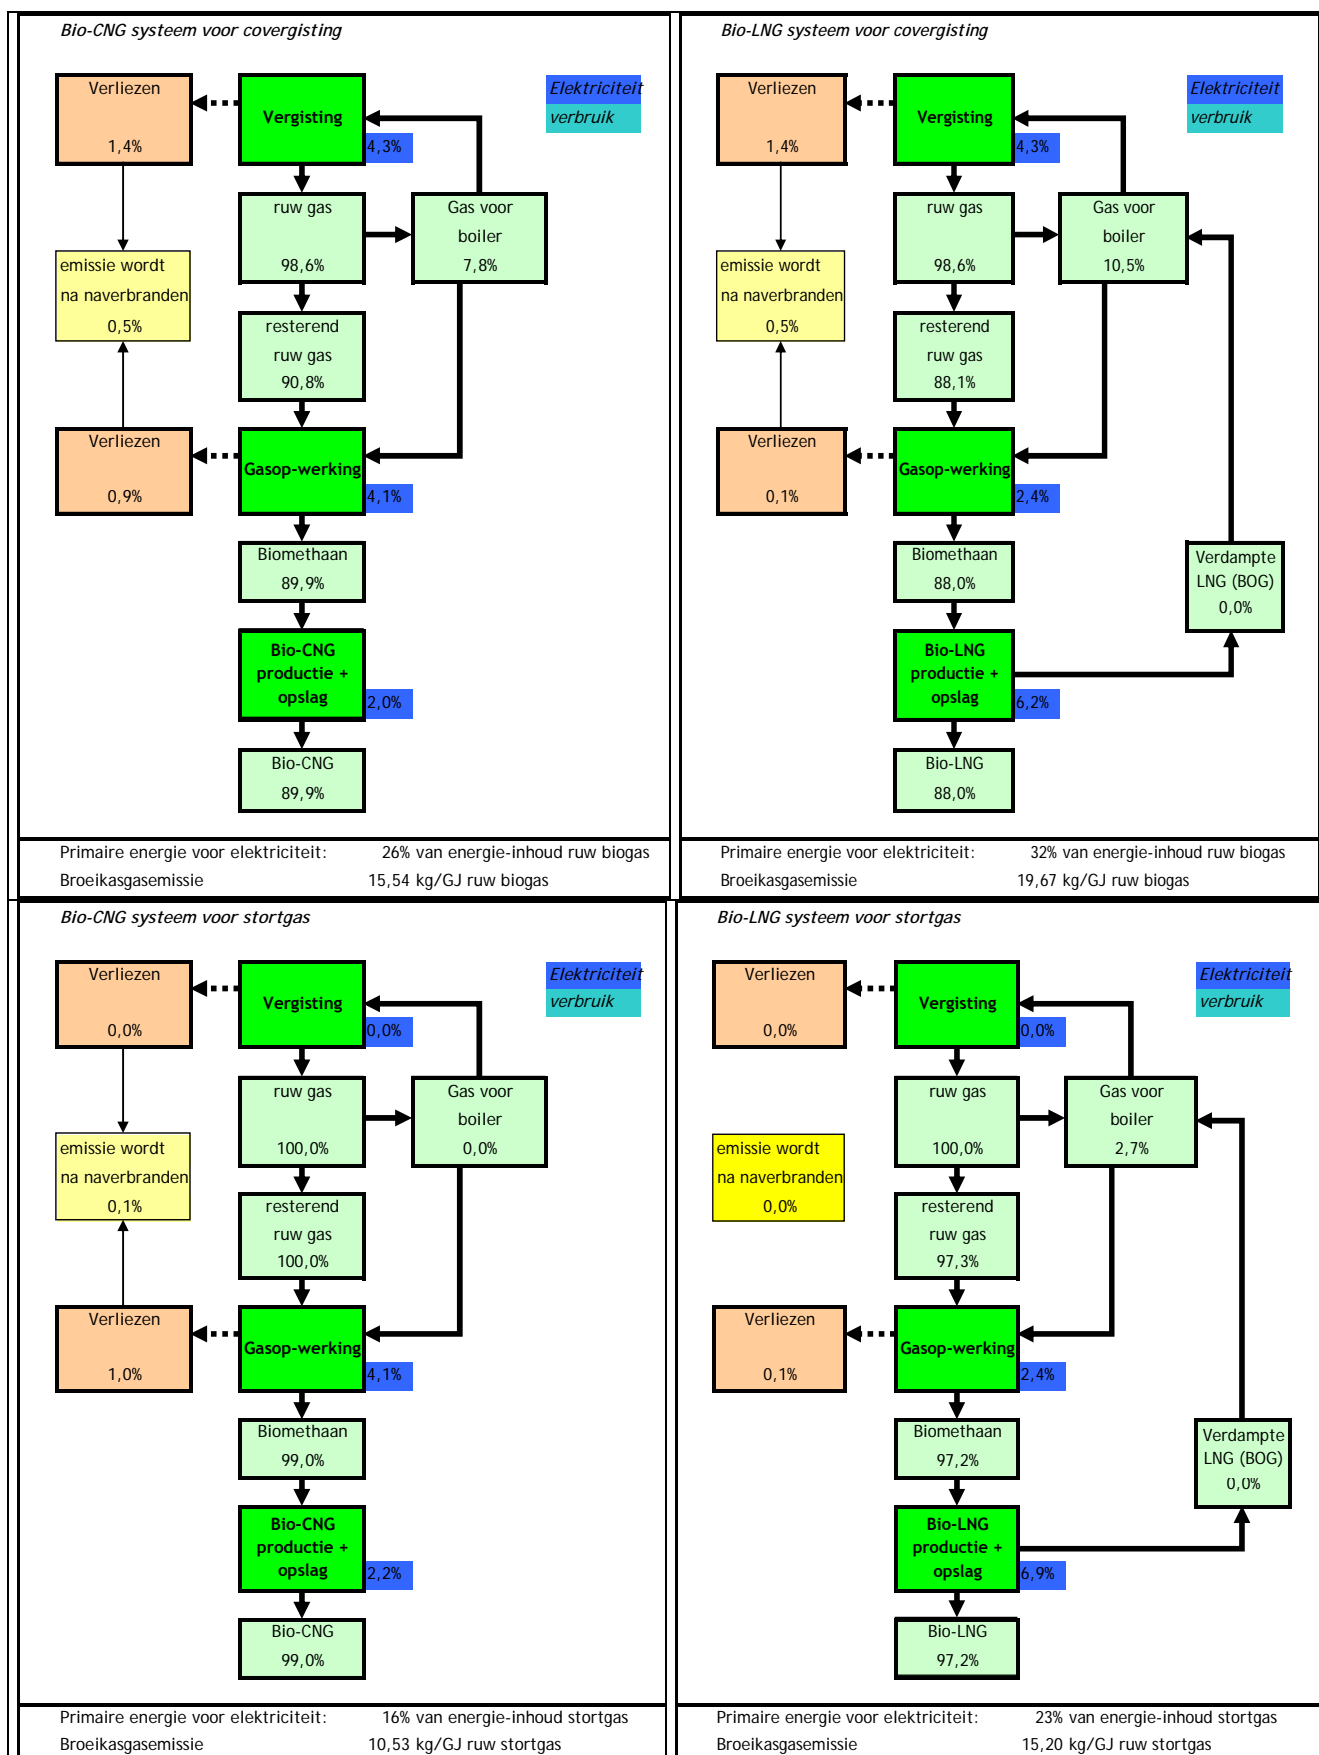 Bio-CNG systeem voor covergisting
Verliezen
1,4%
Vergisting
4,3%
Elektriciteit
verbruik
ruw gas
98,6%
Gas voor
boiler
7,8%
emissie wordt
na naverbranden
0,5%
resterend
ruw gas
90,8%
Verliezen
0,9%
Gasop-werking
4,1%
Biomethaan
89,9%
Bio-CNG
productie +
opslag
2,0%
Bio-CNG
89,9%
Primaire energie voor elektriciteit: 26% van energie-inhoud ruw biogas
Broeikasgasemissie 15,54 kg/GJ ruw biogas
Bio-LNG systeem voor covergisting
Verliezen
1,4%
Vergisting
4,3%
Elektriciteit
verbruik
ruw gas
98,6%
Gas voor
boiler
10,5%
emissie wordt
na naverbranden
0,5%
resterend
ruw gas
88,1%
Verliezen
0,1%
Gasop-werking
2,4%
Biomethaan
88,0%
Verdampte
LNG (BOG)
0,0%
Bio-LNG
productie +
opslag
6,2%
Bio-LNG
88,0%
Primaire energie voor elektriciteit: 32% van energie-inhoud ruw biogas
Broeikasgasemissie 19,67 kg/GJ ruw biogas
Bio-CNG systeem voor stortgas
Verliezen
0,0%
Vergisting
0,0%
Elektriciteit
verbruik
ruw gas
100,0%
Gas voor
boiler
0,0%
emissie wordt
na naverbranden
0,1%
resterend
ruw gas
100,0%
Verliezen
1,0%
Gasop-werking
4,1%
Biomethaan
99,0%
Bio-CNG
productie +
opslag
2,2%
Bio-CNG
99,0%
Primaire energie voor elektriciteit: 16% van energie-inhoud stortgas
Broeikasgasemissie 10,53 kg/GJ ruw stortgas
Bio-LNG systeem voor stortgas
Verliezen
0,0%
Vergisting
0,0%
Elektriciteit
verbruik
ruw gas
100,0%
Gas voor
boiler
2,7%
emissie wordt
na naverbranden
0,0%
resterend
ruw gas
97,3%
Verliezen
0,1%
Gasop-werking
2,4%
Biomethaan
97,2%
Verdampte
LNG (BOG)
0,0%
Bio-LNG
productie +
opslag
6,9%
Bio-LNG
97,2%
Primaire energie voor elektriciteit: 23% van energie-inhoud stortgas
Broeikasgasemissie 15,20 kg/GJ ruw stortgas